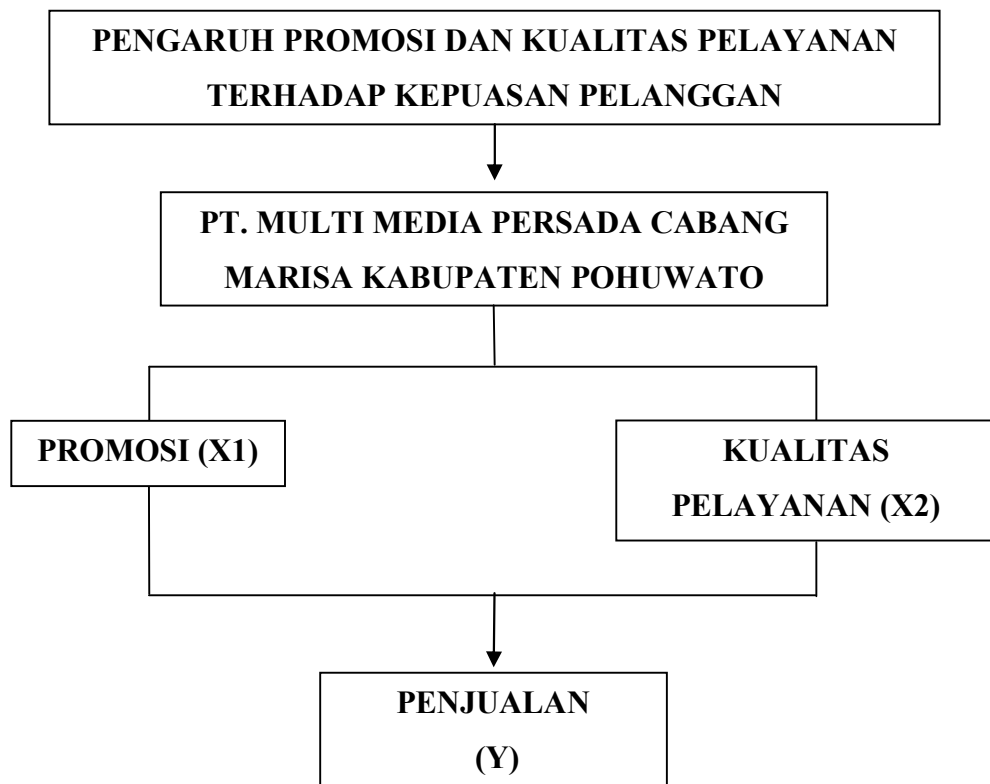 PENGARUH PROMOSI DAN KUALITAS PELAYANAN
TERHADAP KEPUASAN PELANGGAN
PT. MULTI MEDIA PERSADA CABANG
MARISA KABUPATEN POHUWATO
PROMOSI (X1)
KUALITAS
PELAYANAN (X2)
PENJUALAN
(Y)